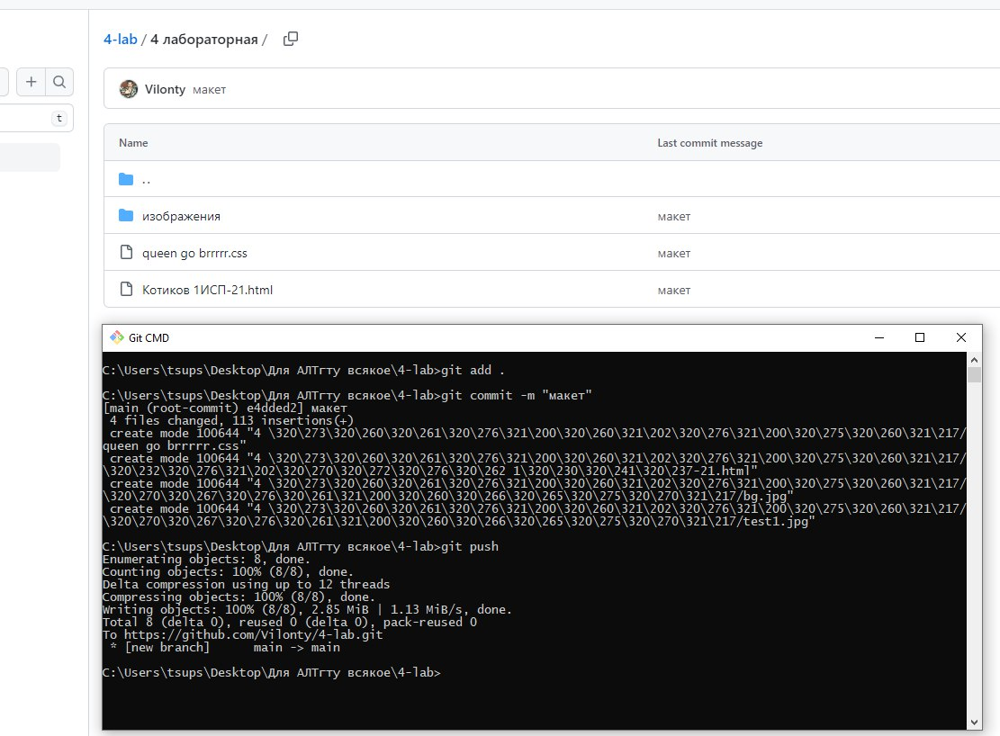 4-lab / 4 лабораторная /
t
Vilonty макет
Name Last commit message
..
изображения макет
queen go brrrrr.css макет
Котиков 1ИСП-21.html макет
Git CMD
C:\Users\tsups\Desktop\Для АЛТгту всякое\4-lab>git add .
C:\Users\tsups\Desktop\Для АЛТгту всякое\4-lab>git commit -m "макет"
[main (root-commit) e4dded2] макет
4 files changed, 113 insertions(+)
create mode 100644 "4 \320\273\320\260\320\261\320\276\321\200\320\260\321\202\320\276\321\200\320\275\320\260\321\217/
queen go brrrrr.css"
create mode 100644 "4 \320\273\320\260\320\261\320\276\321\200\320\260\321\202\320\276\321\200\320\275\320\260\321\217/
\320\232\320\276\321\202\320\270\320\272\320\276\320\262 1\320\230\320\241\320\237-21.html"
create mode 100644 "4 \320\273\320\260\320\261\320\276\321\200\320\260\321\202\320\276\321\200\320\275\320\260\321\217/
\320\270\320\267\320\276\320\261\321\200\320\260\320\266\320\265\320\275\320\270\321\217/bg.jpg"
create mode 100644 "4 \320\273\320\260\320\261\320\276\321\200\320\260\321\202\320\276\321\200\320\275\320\260\321\217/
\320\270\320\267\320\276\320\261\321\200\320\260\320\266\320\265\320\275\320\270\321\217/test1.jpg"
C:\Users\tsups\Desktop\Для АЛТгту всякое\4-lab>git push
Enumerating objects: 8, done.
Counting objects: 100% (8/8), done.
Delta compression using up to 12 threads
Compressing objects: 100% (8/8), done.
Writing objects: 100% (8/8), 2.85 MiB | 1.13 MiB/s, done.
Total 8 (delta 0), reused 0 (delta 0), pack-reused 0
To https://github.com/Vilonty/4-lab.git
* [new branch] main -> main
C:\Users\tsups\Desktop\Для АЛТгту всякое\4-lab>